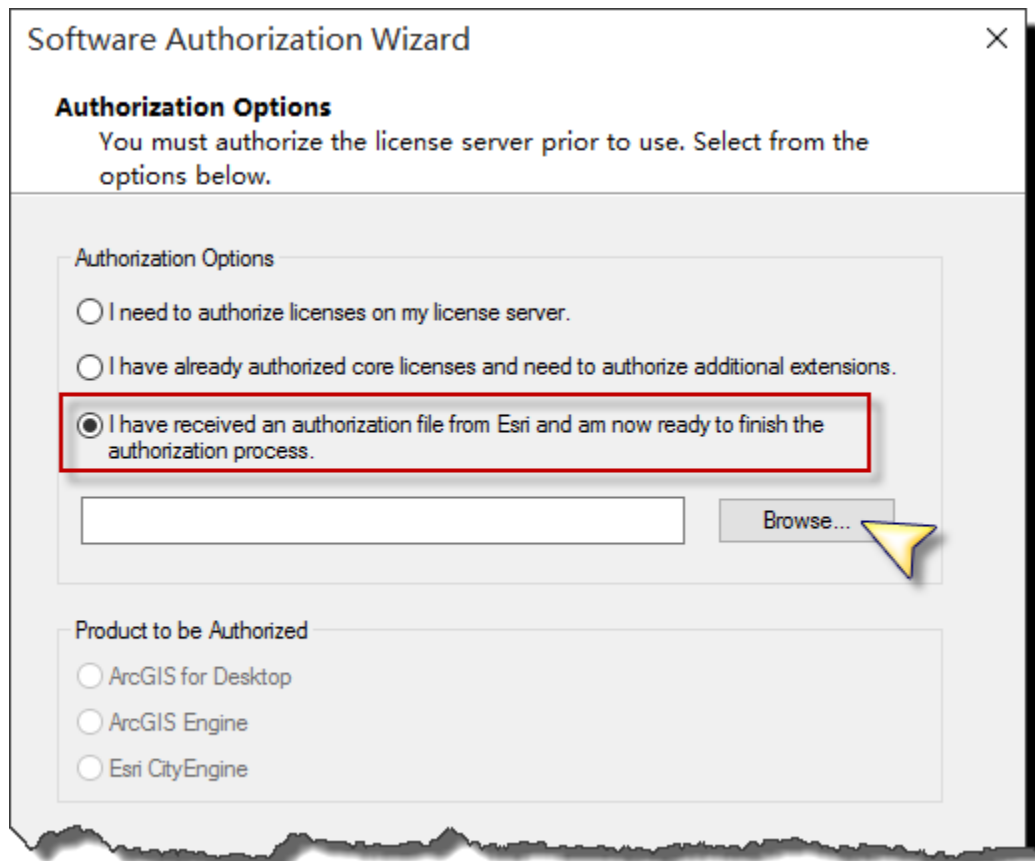 Software Authorization Wizard
Authorization Options
You must authorize the license server prior to use. Select from the
options below.
Authorization Options
I need to authorize licenses on my license server.
I have already authorized core licenses and need to authorize additional extensions.
I have received an authorization file from Esri and am now ready to finish the
authorization process.
Browse...
Product to be Authorized
ArcGIS for Desktop
ArcGIS Engine
Esri CityEngine